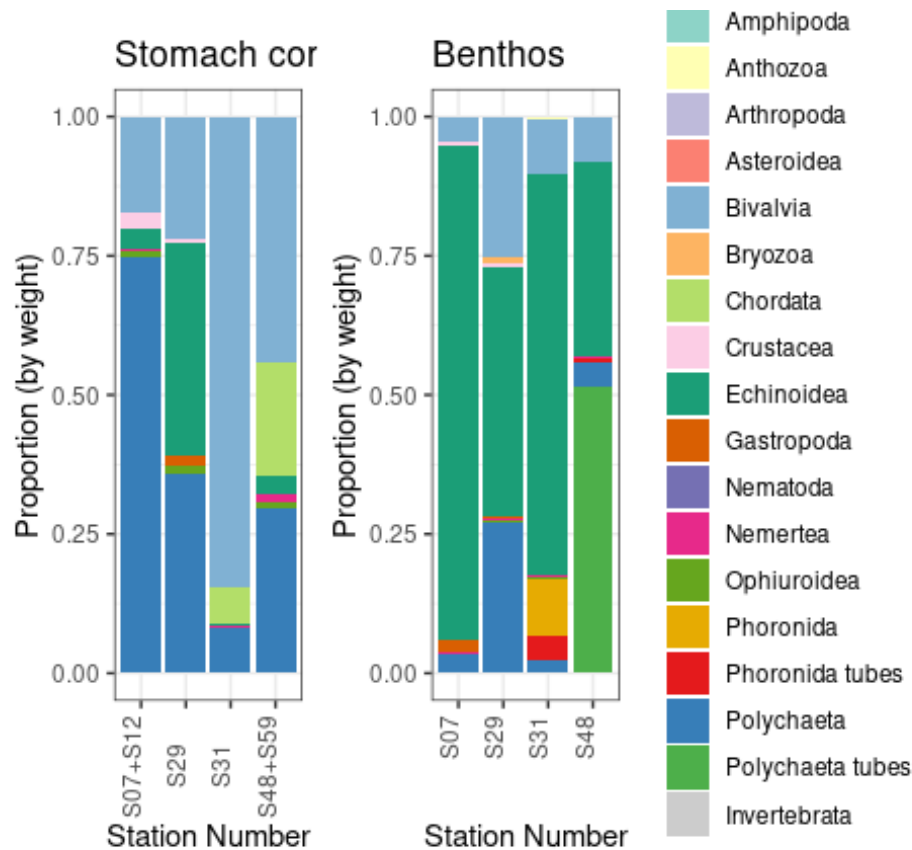 Stomach cor
Proportion (by weight)
1.00
0.75
0.50
0.25
0.00
S07+S12
S29
S31
S48+S59
Station Number
Benthos
Proportion (by weight)
1.00
0.75
0.50
0.25
0.00
S07
S29
S31
S48
Station Number
Amphipoda
Anthozoa
Arthropoda
Asteroidea
Bivalvia
Bryozoa
Chordata
Crustacea
Echinoidea
Gastropoda
Nematoda
Nemertea
Ophiuroidea
Phoronida
Phoronida tubes
Polychaeta
Polychaeta tubes
Invertebrata